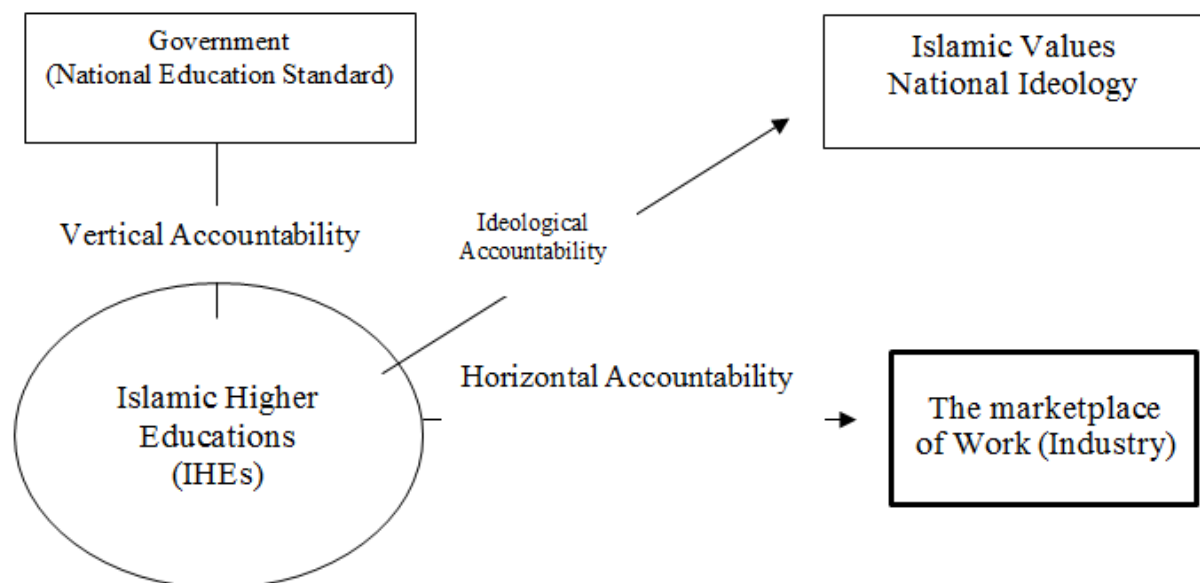 Government
(National Education Standard)
Islamic Values
National Ideology
Vertical Accountability
Ideological
Accountability
Horizontal Accountability
Islamic Higher
Educations
(IHEs)
The marketplace
of Work (Industry)